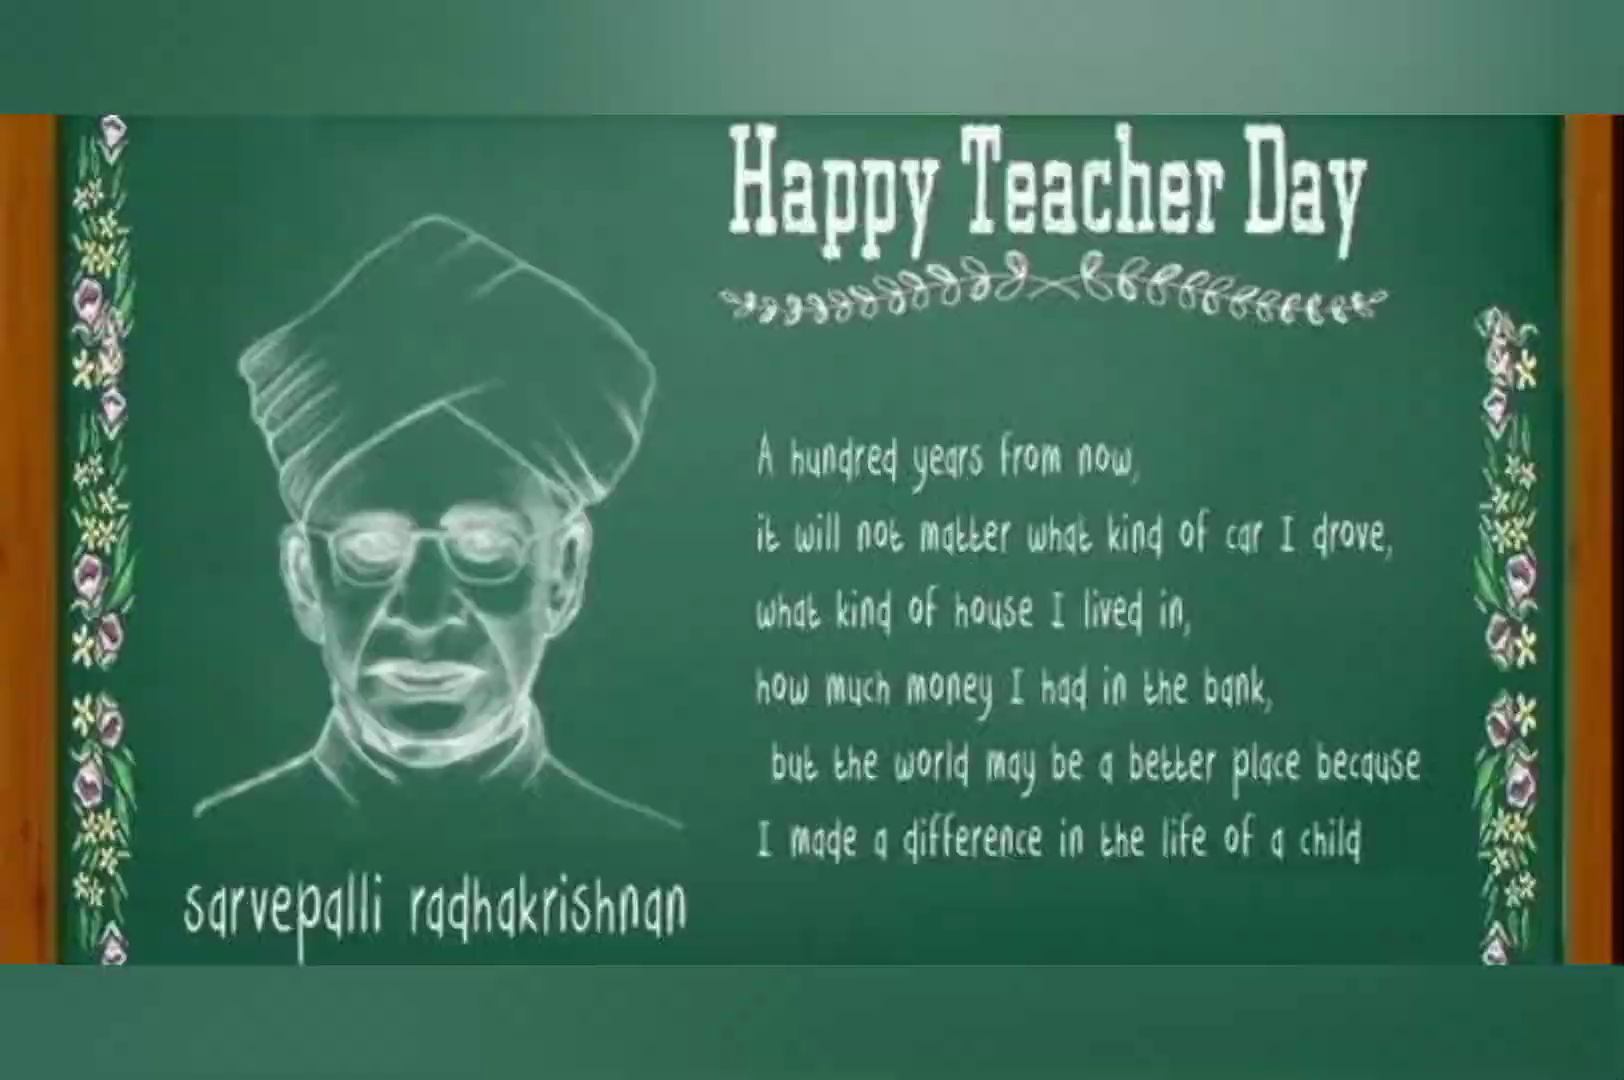 Happy Teacher Day
A hundred years from now,
it will not matter what kind of car I drove,
what kind of house I lived in,
how much money I had in the bank,
but the world may be a better place because
I made a difference in the life of a child
sarvepalli radhakrishnan